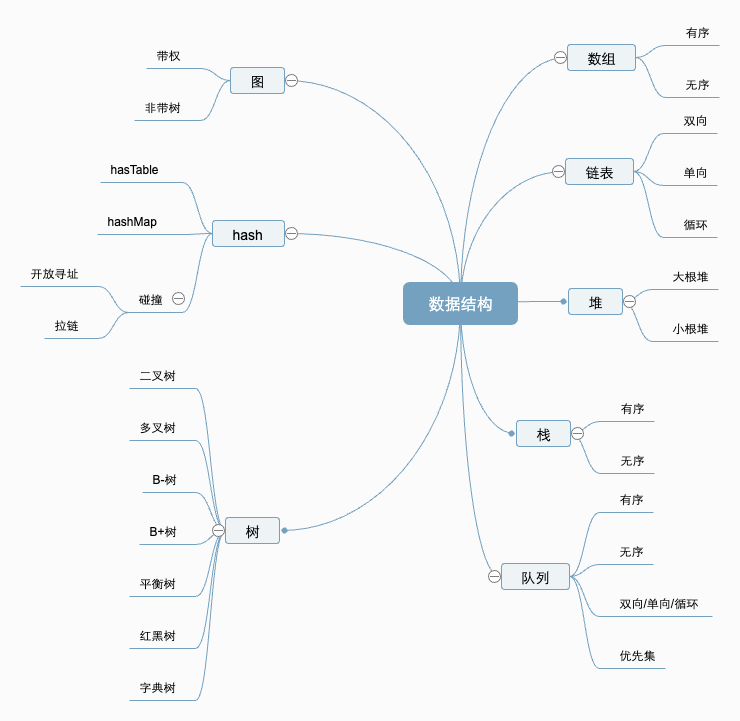 数据结构
数组
有序
无序
链表
双向
单向
循环
堆
大根堆
小根堆
栈
有序
无序
队列
有序
无序
双向/单向/循环
优先集
图
带权
非带树
hash
hasTable
hashMap
碰撞
开放寻址
拉链
树
二叉树
多叉树
B-树
B+树
平衡树
红黑树
字典树